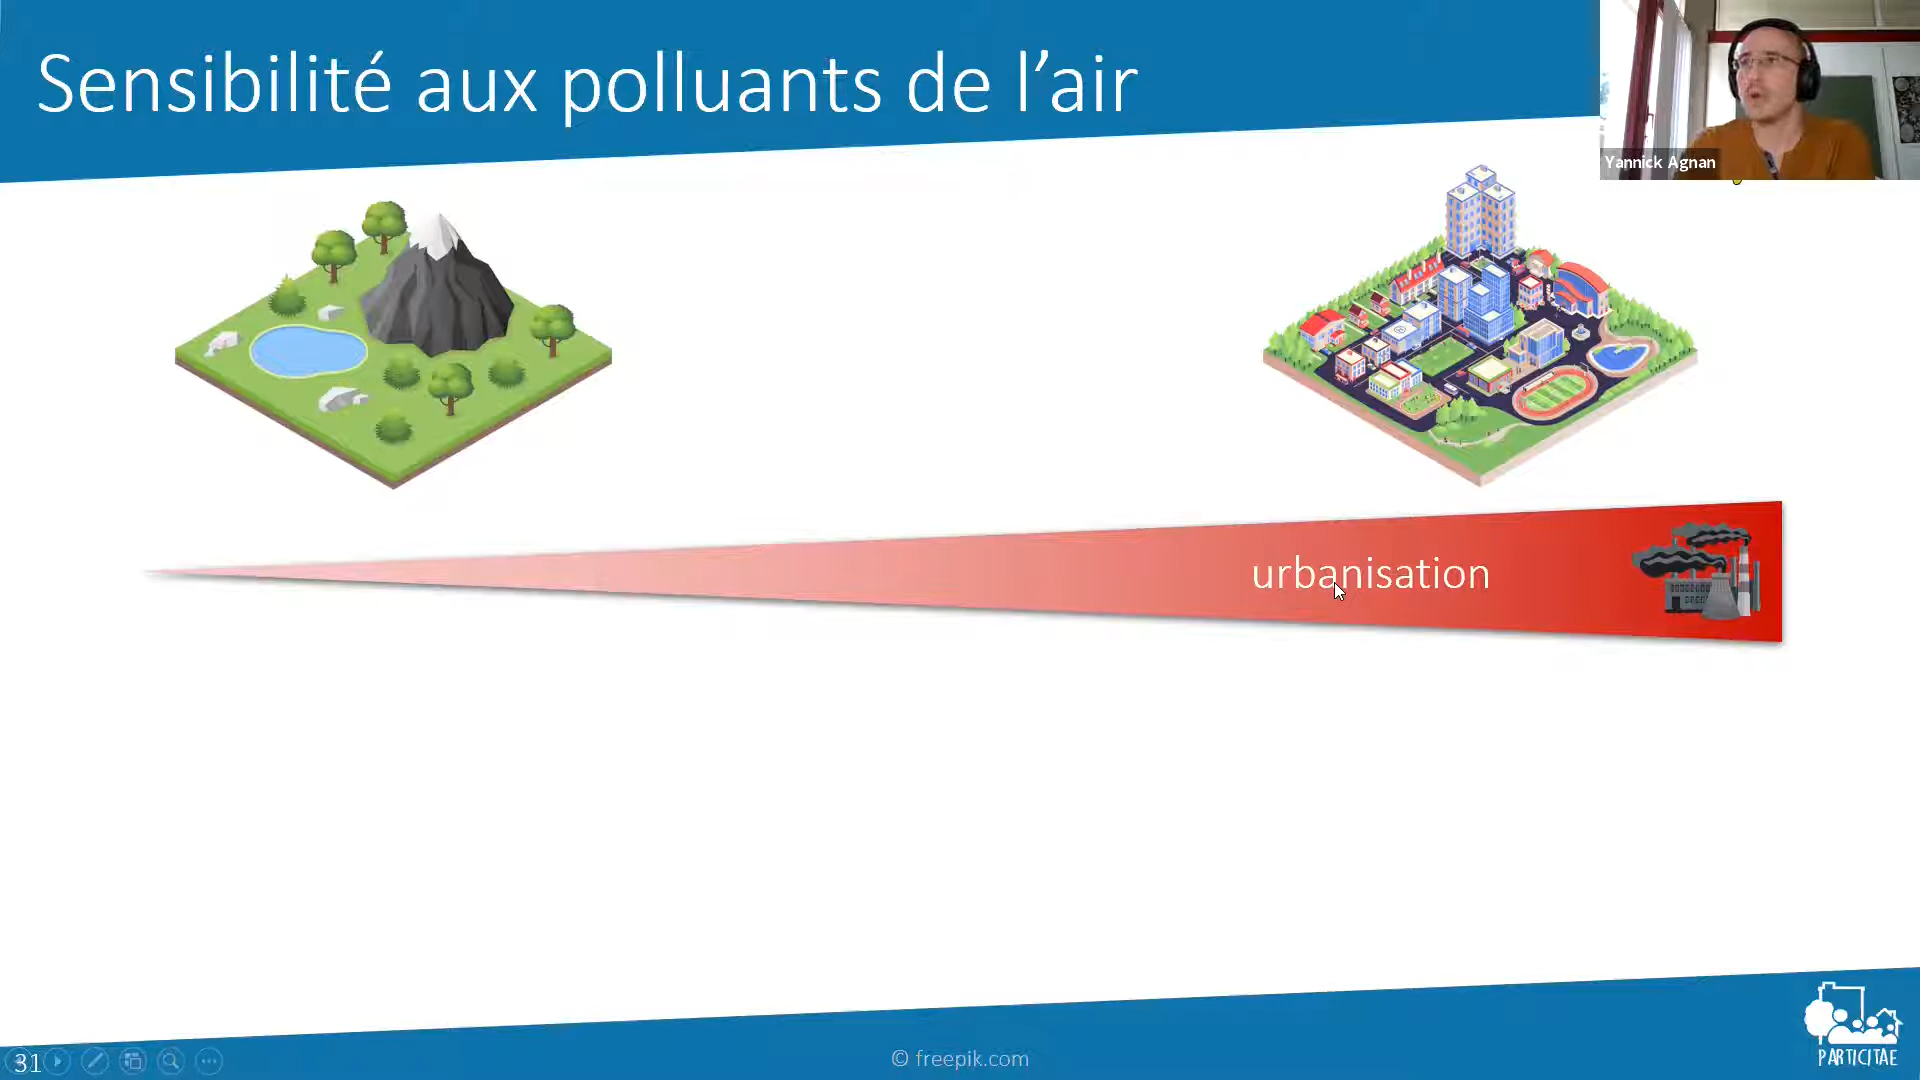 Sensibilité aux polluants de l’air
Yannick Agnan
urbanisation
31
© freepik.com
PARTICITAE